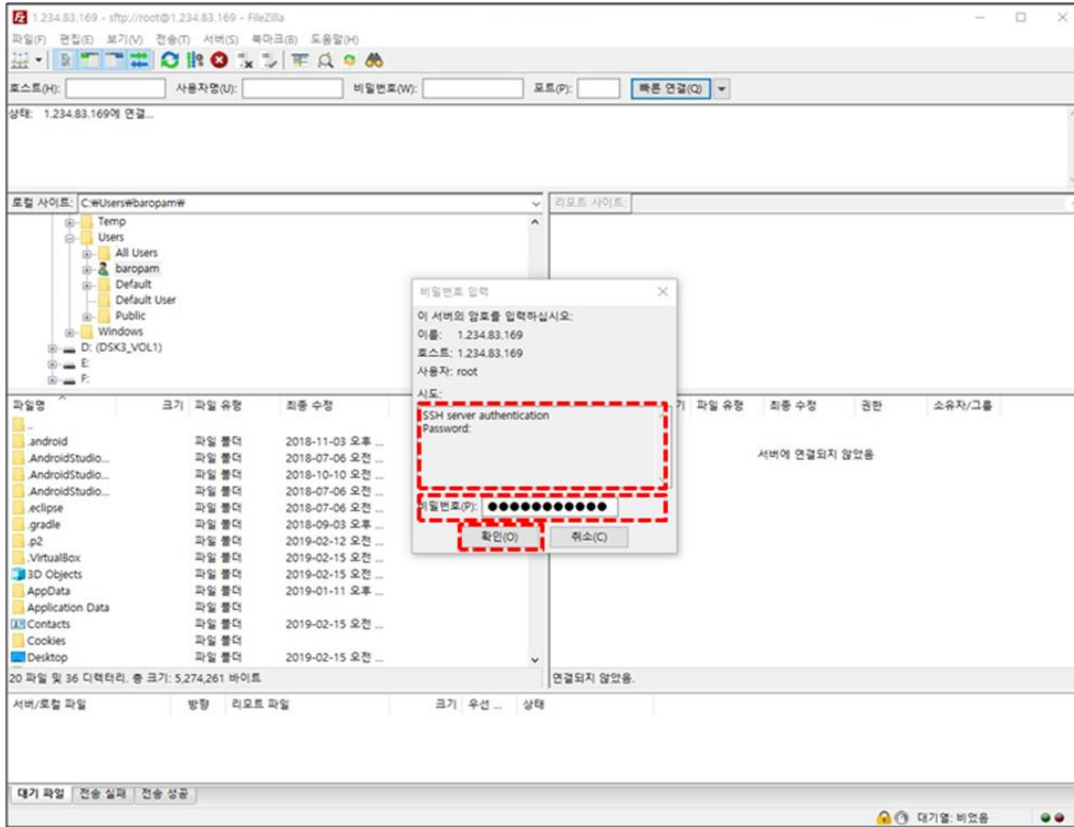 1.234.83.169 - sftp://root@1.234.83.169 - FileZilla
파일(F) 편집(E) 보기(V) 전송(T) 서버(S) 북마크(B) 도움말(H)
호스트(H): 사용자명(U): 비밀번호(W): 포트(P): 빠른 연결(Q)
상태: 1.234.83.169에 연결...
로컬 사이트: C:₩Users₩baropam₩
Temp
Users
All Users
baropam
Default
Default User
Public
Windows
D: (DSK3_VOL1)
E:
F:
리모트 사이트:
비밀번호 입력
이 서버의 암호를 입력하십시오:
이름: 1.234.83.169
호스트: 1.234.83.169
사용자: root
시도:
SSH server authentication
Password:
비밀번호(P): ●●●●●●●●●●●
확인(O) 취소(C)
파일명 크기 파일 유형 최종 수정
..
.android 파일 폴더 2018-11-03 오후 ...
.AndroidStudio... 파일 폴더 2018-07-06 오전 ...
.AndroidStudio... 파일 폴더 2018-10-10 오전 ...
.AndroidStudio... 파일 폴더 2018-07-06 오전 ...
.eclipse 파일 폴더 2018-07-06 오전 ...
.gradle 파일 폴더 2018-09-03 오후 ...
.p2 파일 폴더 2019-02-12 오전 ...
.VirtualBox 파일 폴더 2019-02-15 오전 ...
3D Objects 파일 폴더 2019-02-15 오전 ...
AppData 파일 폴더 2019-01-11 오후 ...
Application Data 파일 폴더
Contacts 파일 폴더 2019-02-15 오전 ...
Cookies 파일 폴더
Desktop 파일 폴더 2019-02-15 오전 ...
20 파일 및 36 디렉터리. 총 크기: 5,274,261 바이트
기 파일 유형 최종 수정 권한 소유자/그룹
서버에 연결되지 않았음
연결되지 않았음.
서버/로컬 파일 방향 리모트 파일 크기 우선 ... 상태
대기 파일 전송 실패 전송 성공
대기열: 비었음